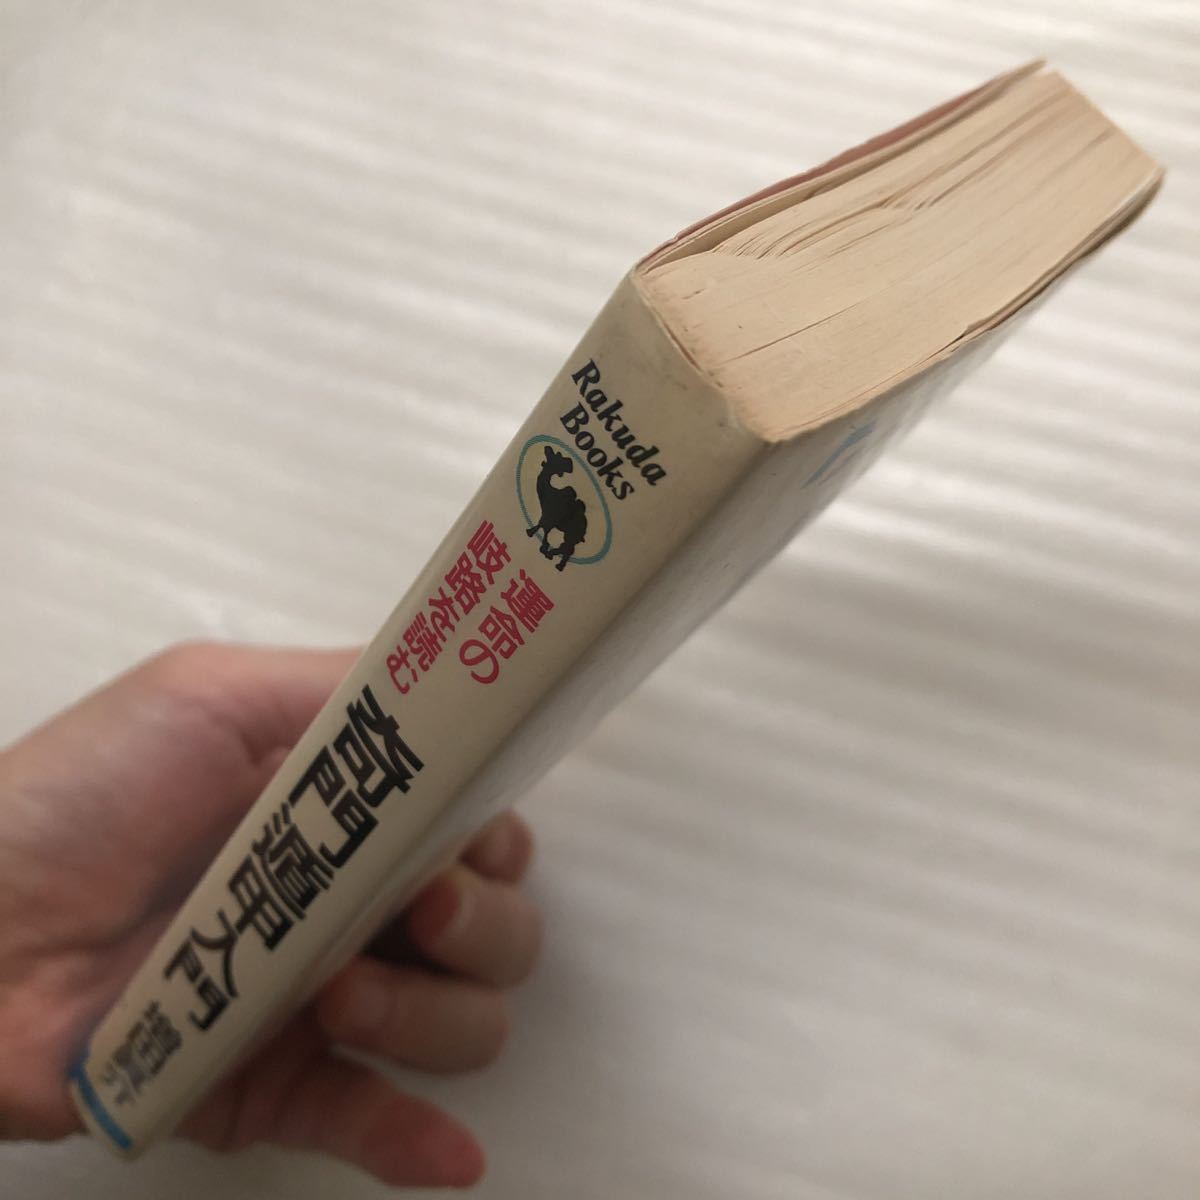 Rakuda
Books
運命の
岐路を読む
奇門遁甲入門